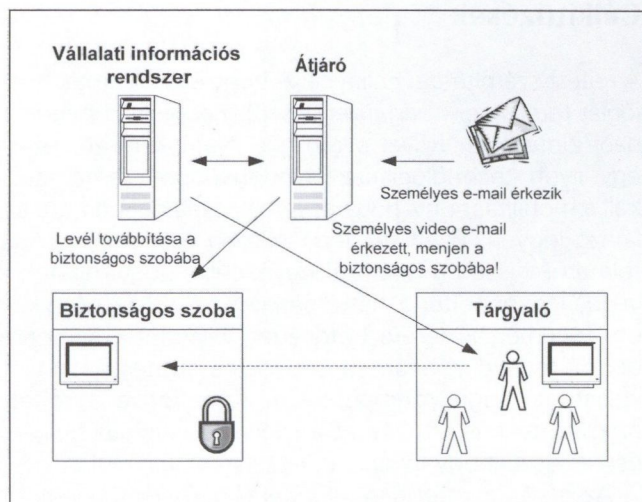 Vállalati információs
rendszer
Átjáró
Személyes e-mail érkezik
Levél továbbítása a
biztonságos szobába
Személyes video e-mail
érkezett, menjen a
biztonságos szobába!
Biztonságos szoba
Tárgyaló